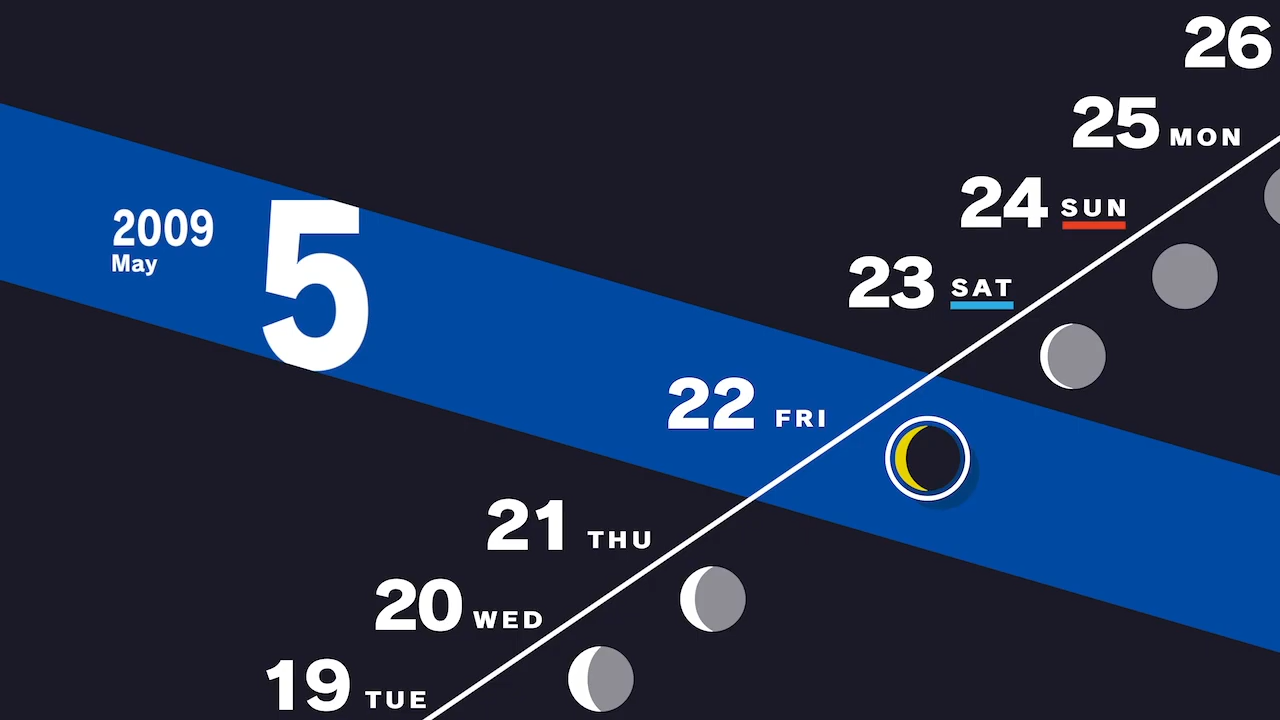 26
25 MON
24 SUN
23 SAT
2009
May
5
22 FRI
21 THU
20 WED
19 TUE